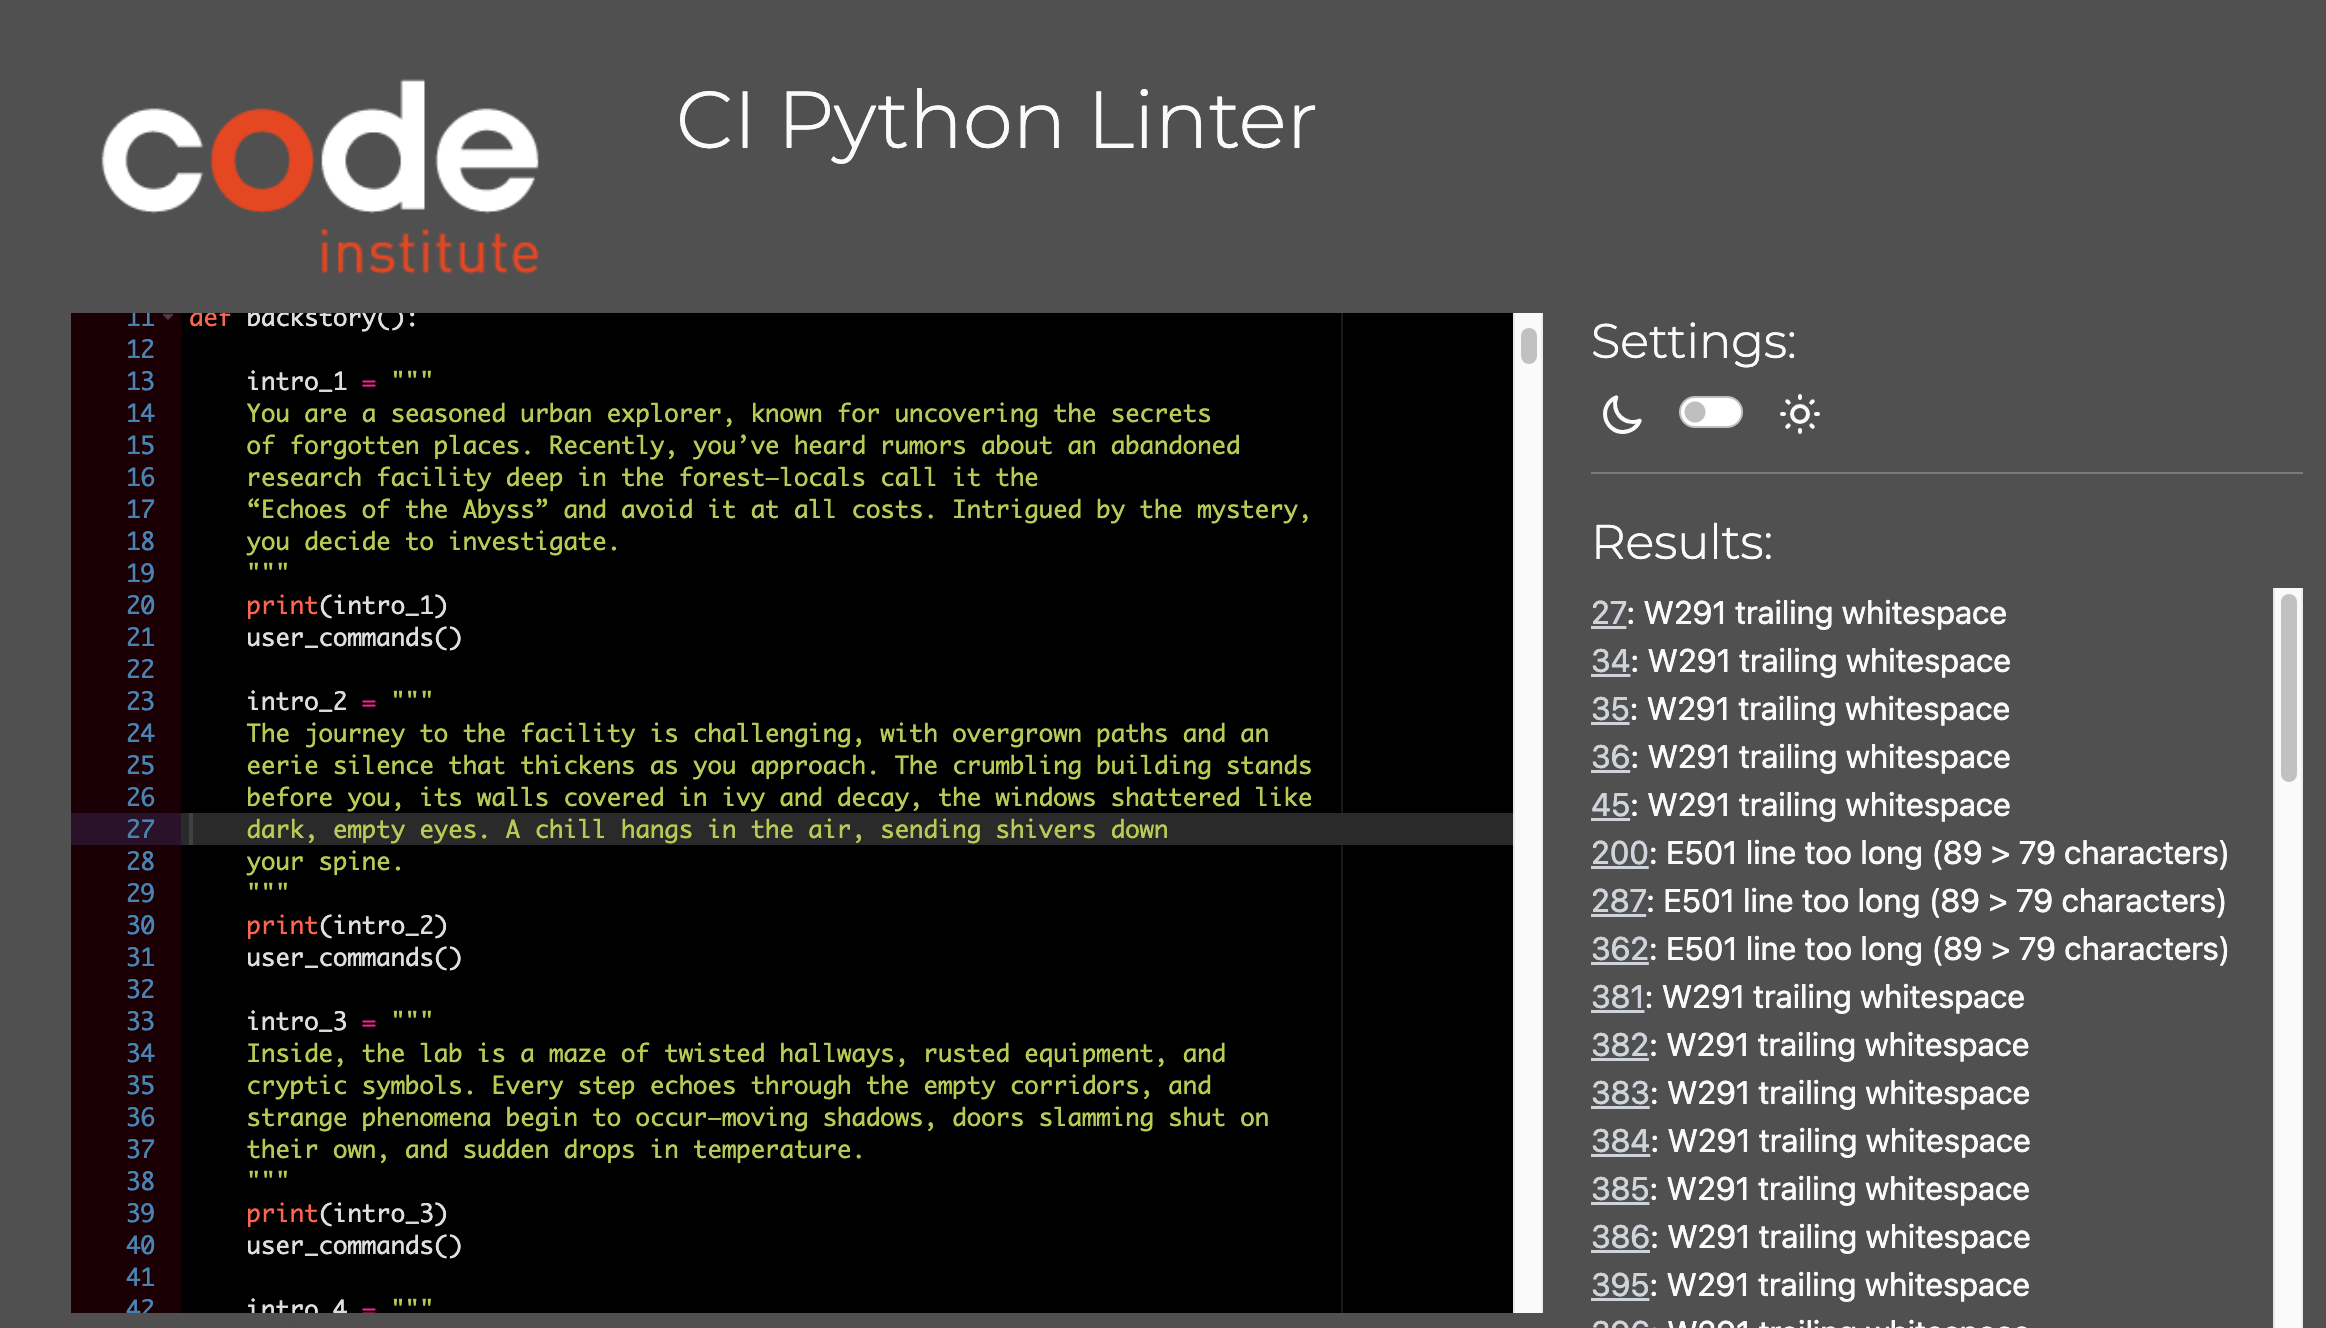 code
institute
CI Python Linter
11 def backstory():
12
13 intro_1 = """
14 You are a seasoned urban explorer, known for uncovering the secrets
15 of forgotten places. Recently, you’ve heard rumors about an abandoned
16 research facility deep in the forest—locals call it the
17 “Echoes of the Abyss” and avoid it at all costs. Intrigued by the mystery,
18 you decide to investigate.
19 """
20 print(intro_1)
21 user_commands()
22
23 intro_2 = """
24 The journey to the facility is challenging, with overgrown paths and an
25 eerie silence that thickens as you approach. The crumbling building stands
26 before you, its walls covered in ivy and decay, the windows shattered like
27 dark, empty eyes. A chill hangs in the air, sending shivers down
28 your spine.
29 """
30 print(intro_2)
31 user_commands()
32
33 intro_3 = """
34 Inside, the lab is a maze of twisted hallways, rusted equipment, and
35 cryptic symbols. Every step echoes through the empty corridors, and
36 strange phenomena begin to occur—moving shadows, doors slamming shut on
37 their own, and sudden drops in temperature.
38 """
39 print(intro_3)
40 user_commands()
41
42 intro_4 = """
Settings:
Results:
27: W291 trailing whitespace
34: W291 trailing whitespace
35: W291 trailing whitespace
36: W291 trailing whitespace
45: W291 trailing whitespace
200: E501 line too long (89 > 79 characters)
287: E501 line too long (89 > 79 characters)
362: E501 line too long (89 > 79 characters)
381: W291 trailing whitespace
382: W291 trailing whitespace
383: W291 trailing whitespace
384: W291 trailing whitespace
385: W291 trailing whitespace
386: W291 trailing whitespace
395: W291 trailing whitespace
396: W291 trailing whitespace